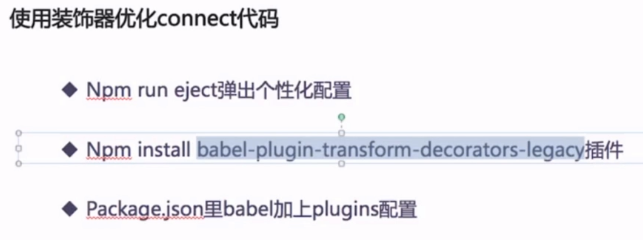 使用装饰器优化connect代码
◆ Npm run eject弹出个性化配置
◆ Npm install babel-plugin-transform-decorators-legacy插件
◆ Package.json里babel加上plugins配置